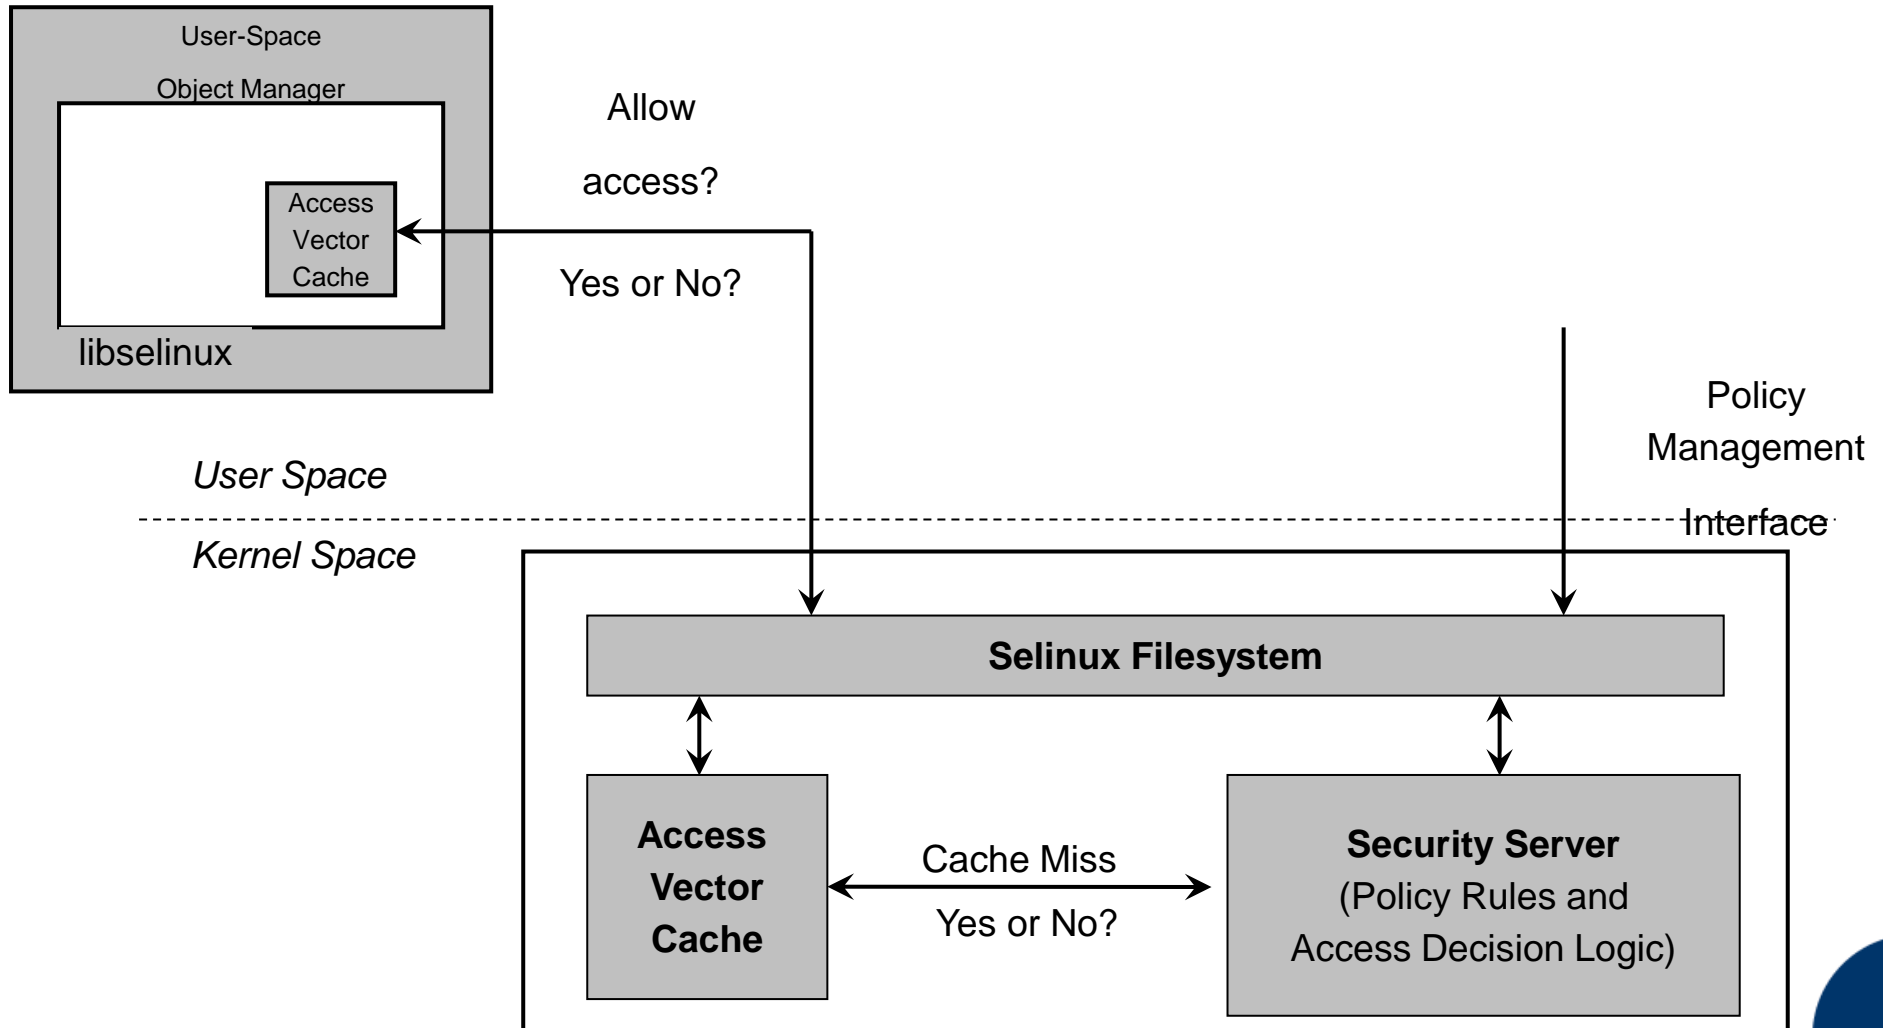 User-Space
Object Manager
Access
Vector
Cache
libselinux
Allow
access?
Yes or No?
Policy
Management
Interface
User Space
Kernel Space
Selinux Filesystem
Access
Vector
Cache
Cache Miss
Yes or No?
Security Server
(Policy Rules and
Access Decision Logic)